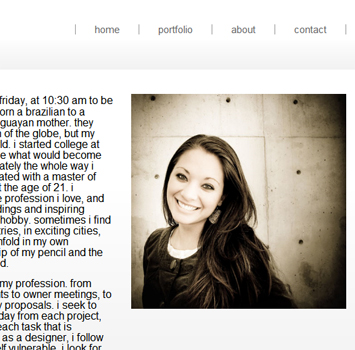 home
portfolio
about
contact
friday, at 10:30 am to be
orn a brazilian to a
guayan mother. they
of the globe, but my
ld. i started college at
e what would become
ately the whole way i
ated with a master of
t the age of 21. i
e profession i love, and
dings and inspiring
hobby. sometimes i find
ries, in exciting cities,
nfold in my own
ip of my pencil and the
d.
my profession. from
ts to owner meetings, to
y proposals. i seek to
day from each project,
each task that is
as a designer, i follow
elf vulnerable. i look for